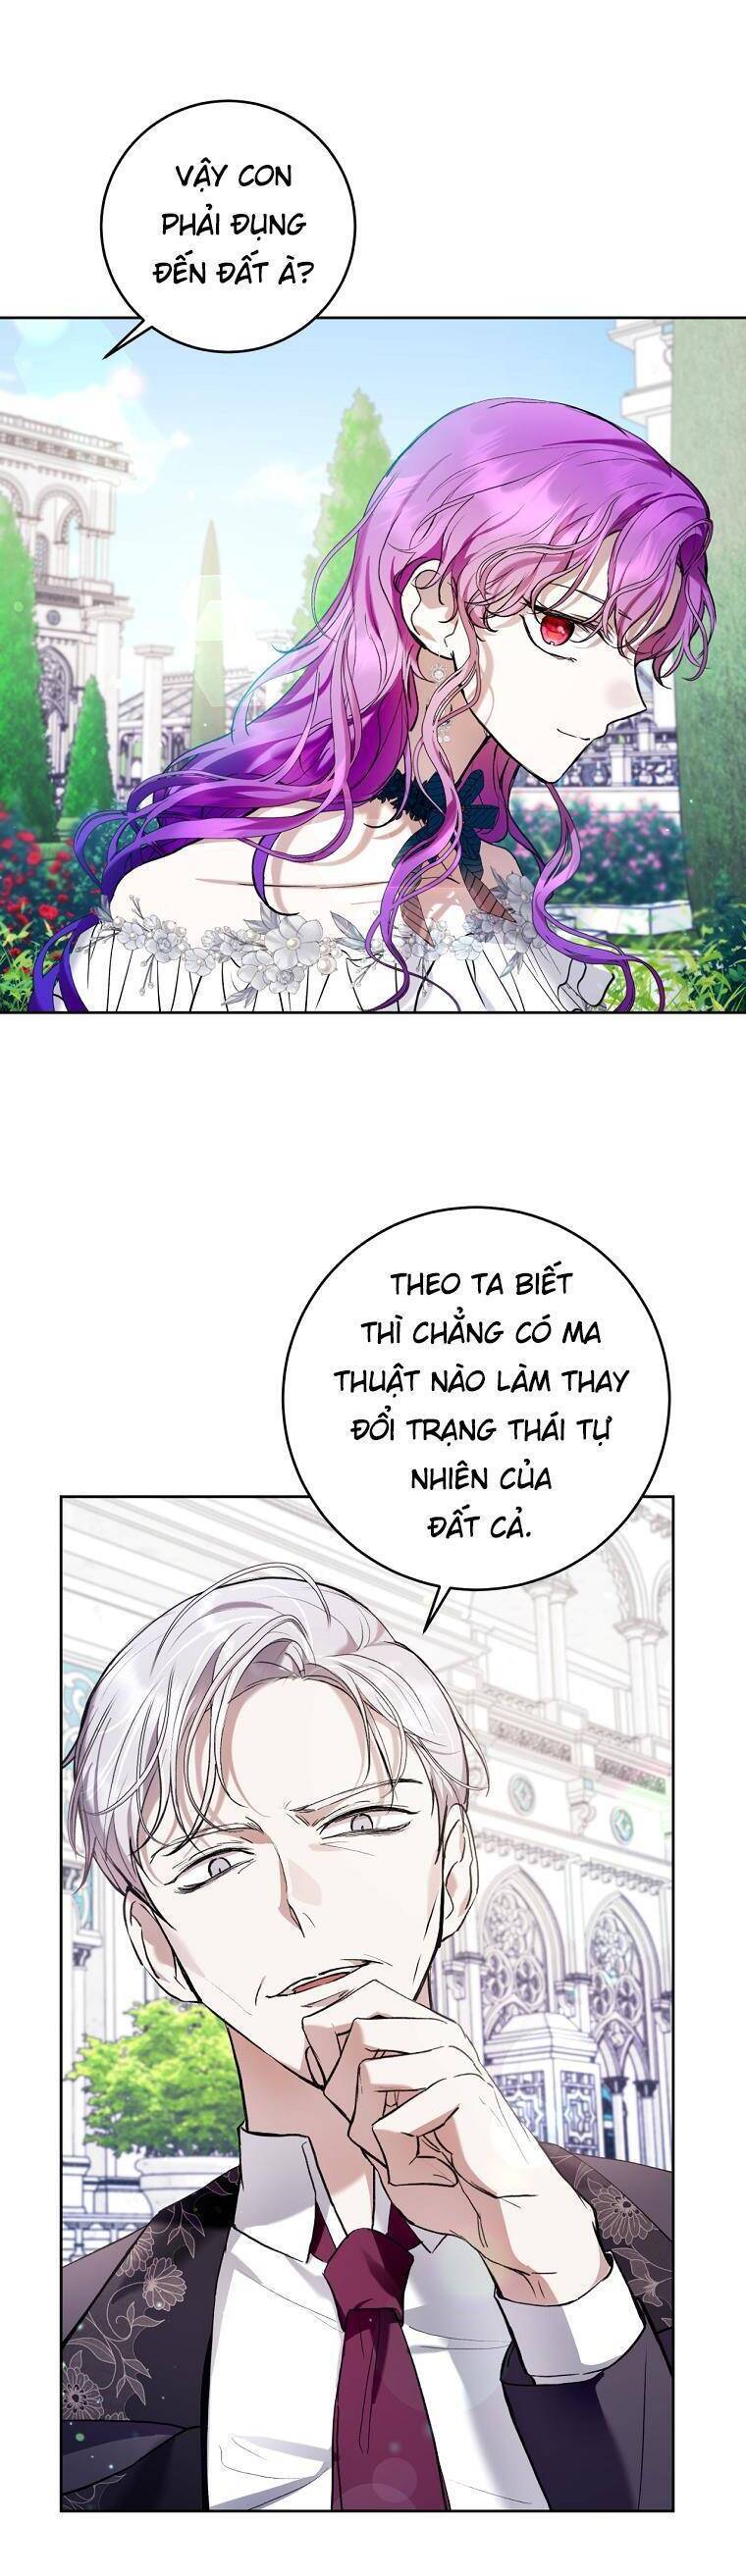 VẬY CON
PHẢI ĐỤNG
ĐẾN ĐẤT À?
THEO TA BIẾT
THÌ CHẲNG CÓ MA
THUẬT NÀO LÀM THAY
ĐỔI TRẠNG THÁI TỰ
NHIÊN CỦA
ĐẤT CẢ.